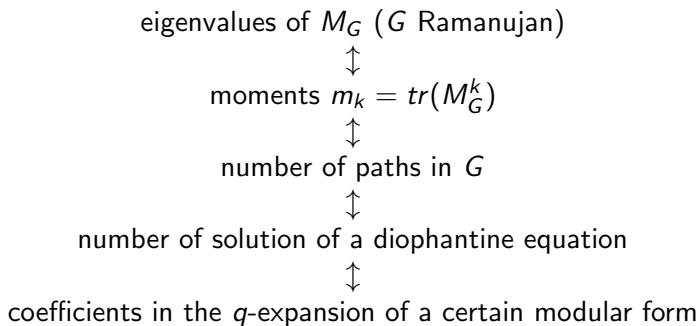 eigenvalues of M_G (G Ramanujan)
↕
moments m_k = tr(M_G^k)
↕
number of paths in G
↕
number of solution of a diophantine equation
↕
coefficients in the q-expansion of a certain modular form